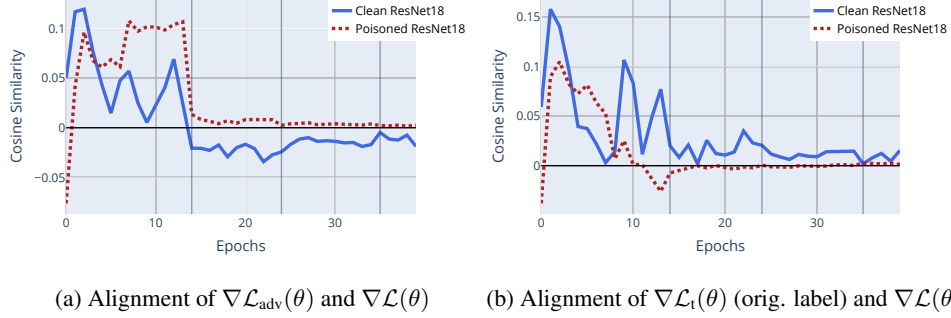 Clean ResNet18
Poisoned ResNet18
0.1
0.05
0
−0.05
Cosine Similarity
0
10
20
30
Epochs
Clean ResNet18
Poisoned ResNet18
0.15
0.1
0.05
0
Cosine Similarity
0
10
20
30
Epochs
(a) Alignment of ∇ℒadv(θ) and ∇ℒ(θ)
(b) Alignment of ∇ℒt(θ) (orig. label) and ∇ℒ(θ